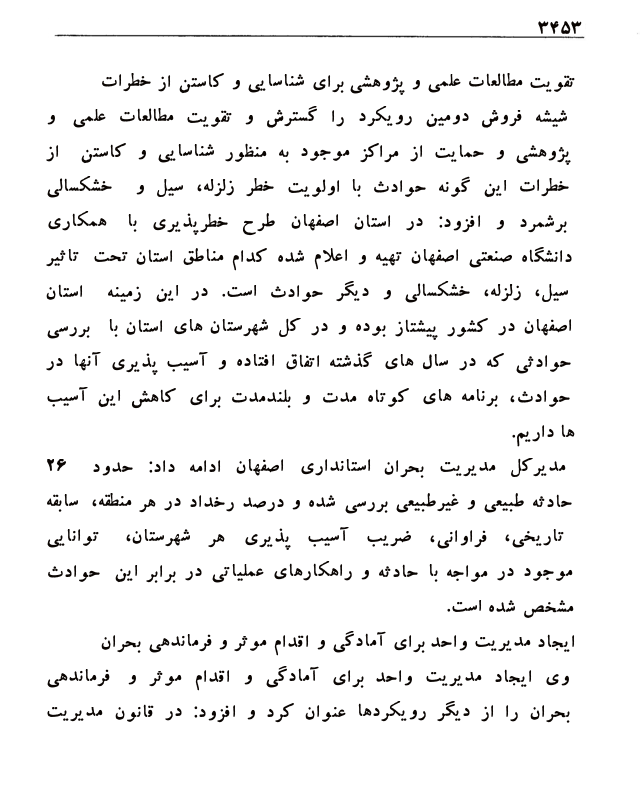 ۳۴۵۳
تقویت مطالعات علمی و پژوهشی برای شناسایی و کاستن از خطرات
شیشه فروش دومین رویکرد را گسترش و تقویت مطالعات علمی و
پژوهشی و حمایت از مراکز موجود به منظور شناسایی و کاستن از
خطرات این گونه حوادث با اولویت خطر زلزله، سیل و خشکسالی
برشمرد و افزود: در استان اصفهان طرح خطرپذیری با همکاری
دانشگاه صنعتی اصفهان تهیه و اعلام شده کدام مناطق استان تحت تاثیر
سیل، زلزله، خشکسالی و دیگر حوادث است. در این زمینه استان
اصفهان در کشور پیشتاز بوده و در کل شهرستان های استان با بررسی
حوادثی که در سال های گذشته اتفاق افتاده و آسیب پذیری آنها در
حوادث، برنامه های کوتاه مدت و بلندمدت برای کاهش این آسیب
ها داریم.
مدیرکل مدیریت بحران استانداری اصفهان ادامه داد: حدود ۲۶
حادثه طبیعی و غیرطبیعی بررسی شده و درصد رخداد در هر منطقه، سابقه
تاریخی، فراوانی، ضریب آسیب پذیری هر شهرستان، توانایی
موجود در مواجه با حادثه و راهکارهای عملیاتی در برابر این حوادث
مشخص شده است.
ایجاد مدیریت واحد برای آمادگی و اقدام موثر و فرماندهی بحران
وی ایجاد مدیریت واحد برای آمادگی و اقدام موثر و فرماندهی
بحران را از دیگر رویکردها عنوان کرد و افزود: در قانون مدیریت